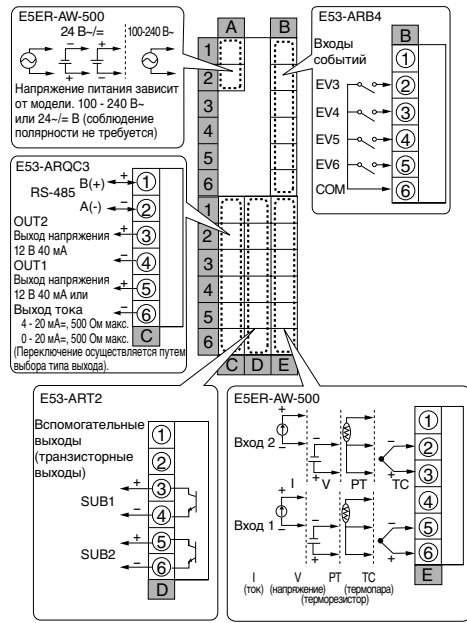 E5ER-AW-500
24 В~/=
100-240 В~
Напряжение питания зависит
от модели. 100 - 240 В~
или 24~/= В (соблюдение
полярности не требуется)
A
B
1
2
3
4
5
6
1
2
3
4
5
6
C D E
E53-ARB4
Входы
событий
B
1
EV3
2
EV4
3
EV5
4
EV6
5
COM
6
E53-ARQC3
RS-485
B(+)
+
1
A(-)
−
2
OUT2
Выход напряжения
12 В 40 мА
+
3
−
4
OUT1
Выход напряжения
12 В 40 мА или
+
5
Выход тока
−
6
4 - 20 мА=, 500 Ом макс.
0 - 20 мА=, 500 Ом макс.
(Переключение осуществляется путем
выбора типа выхода).
C
E53-ART2
Вспомогательные
выходы
(транзисторные
выходы)
1
2
SUB1
+
3
−
4
SUB2
+
5
−
6
D
E5ER-AW-500
1
Вход 2
2
3
I V PT TC
4
Вход 1
5
6
E
I V PT TC
(ток) (напряжение) (термопара)
(терморезистор)